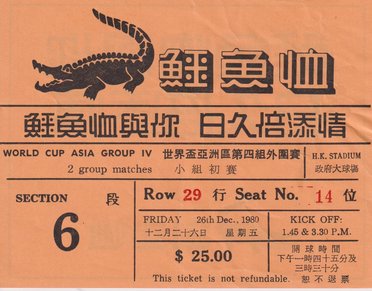 鱷魚恤
鱷魚恤與你 日久倍添情
WORLD CUP ASIA GROUP IV 世界盃亞洲區第四組外圍賽
2 group matches 小組初賽
H.K. STADIUM
政府大球場
SECTION 段
6
Row 29 行 Seat No. 14 位
FRIDAY 26th Dec., 1980
十二月二十六日 星期五
$ 25.00
KICK OFF:
1.45 & 3.30 P.M.
開球時間
下午一時四十五分及
三時三十分
This ticket is not refundable. 恕不退票